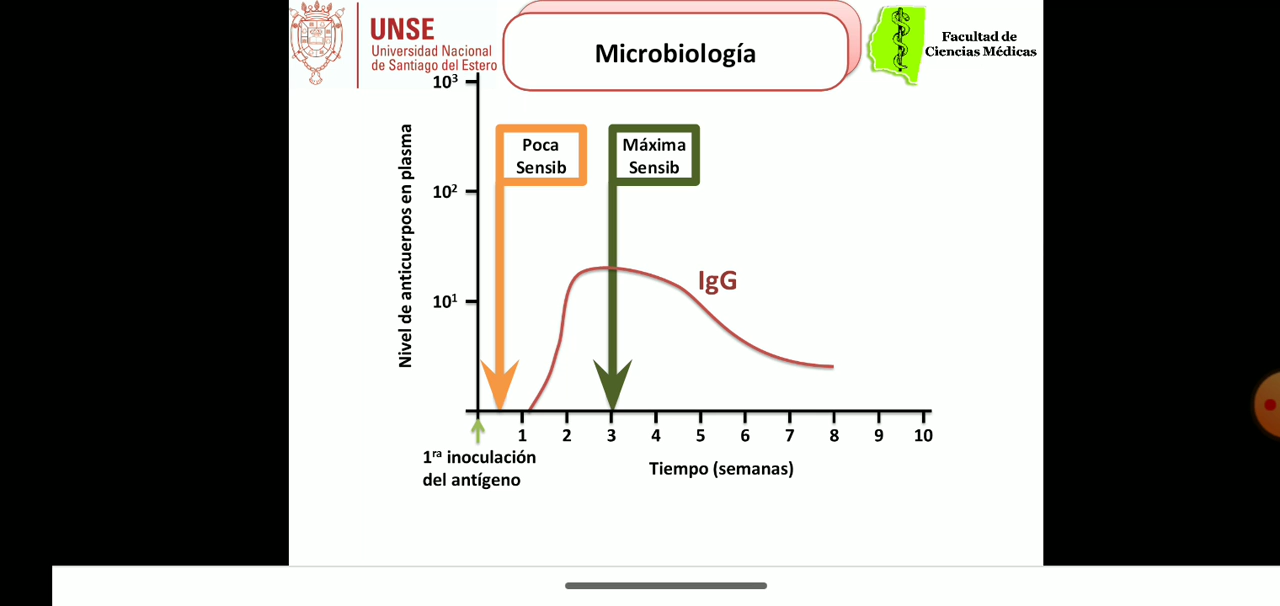 UNSE
Universidad Nacional
de Santiago del Estero
Microbiología
Facultad de
Ciencias Médicas
10³
Poca
Sensib
Máxima
Sensib
Nivel de anticuerpos en plasma
10²
IgG
10¹
1 2 3 4 5 6 7 8 9 10
1ʳᵃ inoculación
del antígeno
Tiempo (semanas)